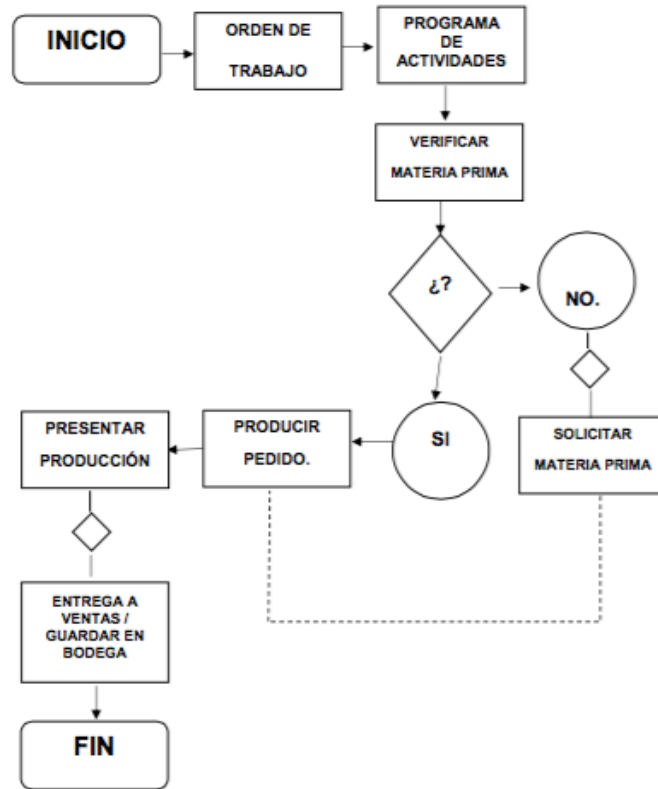 INICIO
ORDEN DE
TRABAJO
PROGRAMA
DE
ACTIVIDADES
VERIFICAR
MATERIA PRIMA
¿?
NO.
SI
SOLICITAR
MATERIA PRIMA
PRODUCIR
PEDIDO.
PRESENTAR
PRODUCCIÓN
ENTREGA A
VENTAS /
GUARDAR EN
BODEGA
FIN